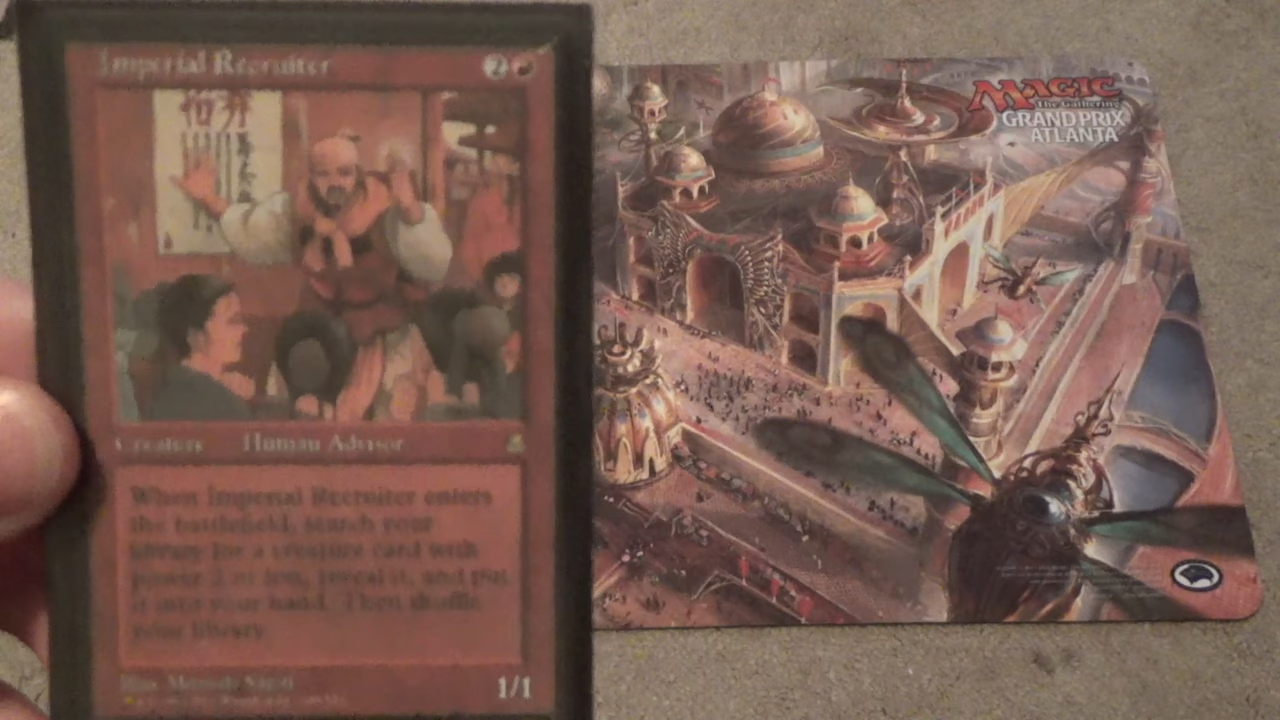 Imperial Recruiter 2
Creature Human Advisor
When Imperial Recruiter enters
the battlefield, search your
library for a creature card with
power 2 or less, reveal it, and put
it into your hand. Then shuffle
your library.
Illus.
1/1
MAGIC
The Gathering
GRAND PRIX
ATLANTA